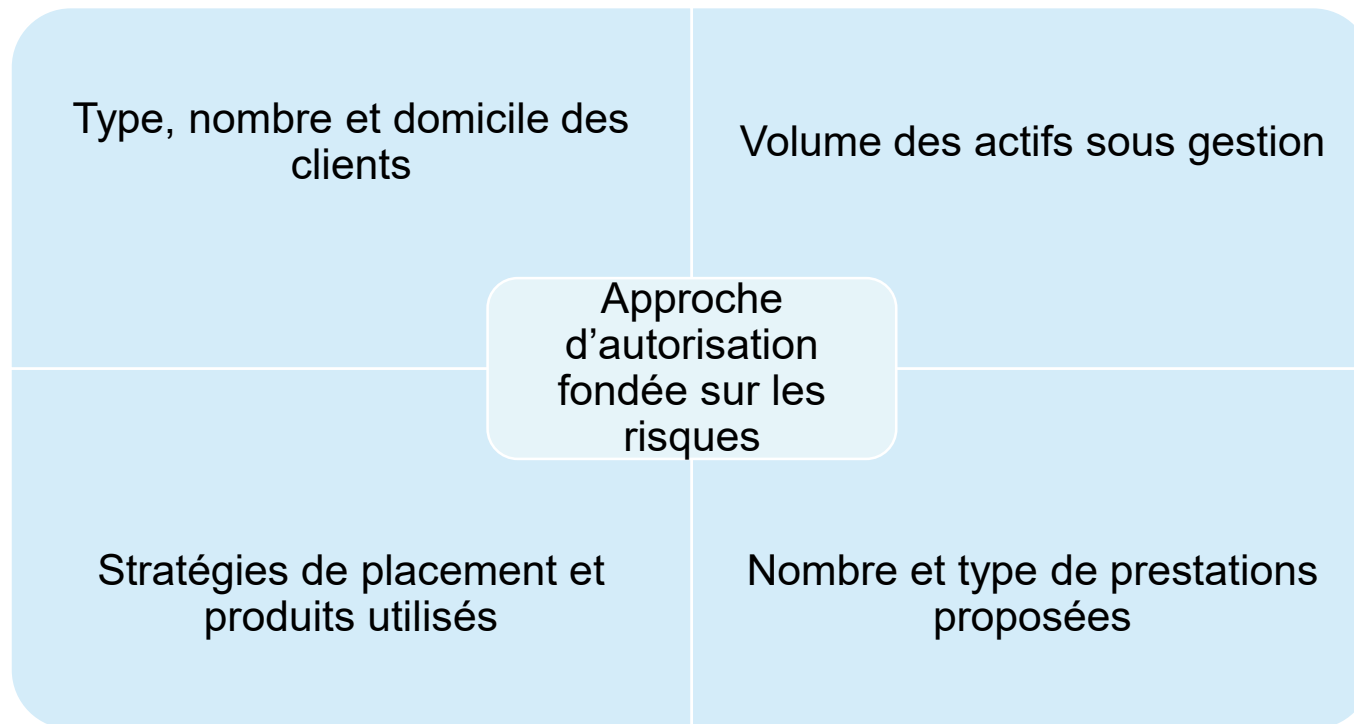 Type, nombre et domicile des
clients
Volume des actifs sous gestion
Approche
d’autorisation
fondée sur les
risques
Stratégies de placement et
produits utilisés
Nombre et type de prestations
proposées